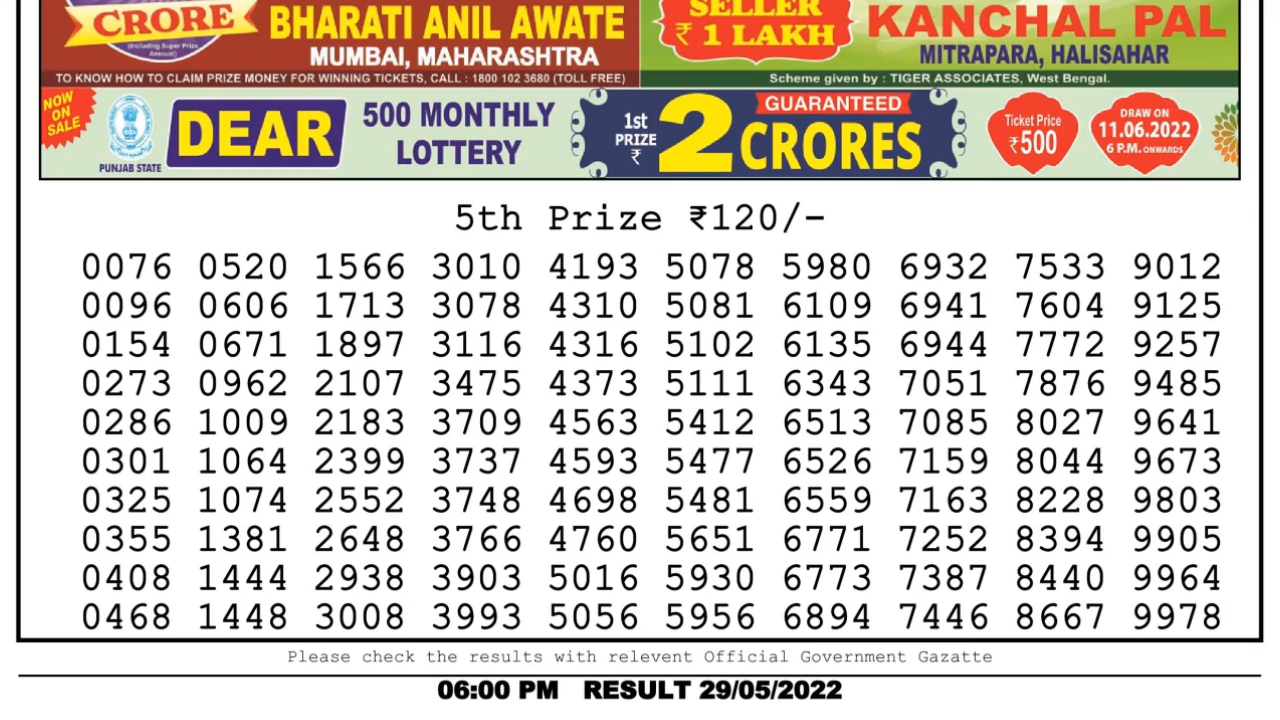 CRORE
(Including Super Prize
Amount)
BHARATI ANIL AWATE
MUMBAI, MAHARASHTRA
SELLER
₹ 1 LAKH
KANCHAL PAL
MITRAPARA, HALISAHAR
TO KNOW HOW TO CLAIM PRIZE MONEY FOR WINNING TICKETS, CALL : 1800 102 3680 (TOLL FREE)
Scheme given by : TIGER ASSOCIATES, West Bengal.
NOW
ON
SALE
PUNJAB STATE
DEAR
500 MONTHLY
LOTTERY
1st
PRIZE
₹
2
GUARANTEED
CRORES
Ticket Price
₹500
DRAW ON
11.06.2022
6 P.M. ONWARDS
5th Prize ₹120/-
0076 0520 1566 3010 4193 5078 5980 6932 7533 9012
0096 0606 1713 3078 4310 5081 6109 6941 7604 9125
0154 0671 1897 3116 4316 5102 6135 6944 7772 9257
0273 0962 2107 3475 4373 5111 6343 7051 7876 9485
0286 1009 2183 3709 4563 5412 6513 7085 8027 9641
0301 1064 2399 3737 4593 5477 6526 7159 8044 9673
0325 1074 2552 3748 4698 5481 6559 7163 8228 9803
0355 1381 2648 3766 4760 5651 6771 7252 8394 9905
0408 1444 2938 3903 5016 5930 6773 7387 8440 9964
0468 1448 3008 3993 5056 5956 6894 7446 8667 9978
Please check the results with relevent Official Government Gazatte
06:00 PM RESULT 29/05/2022